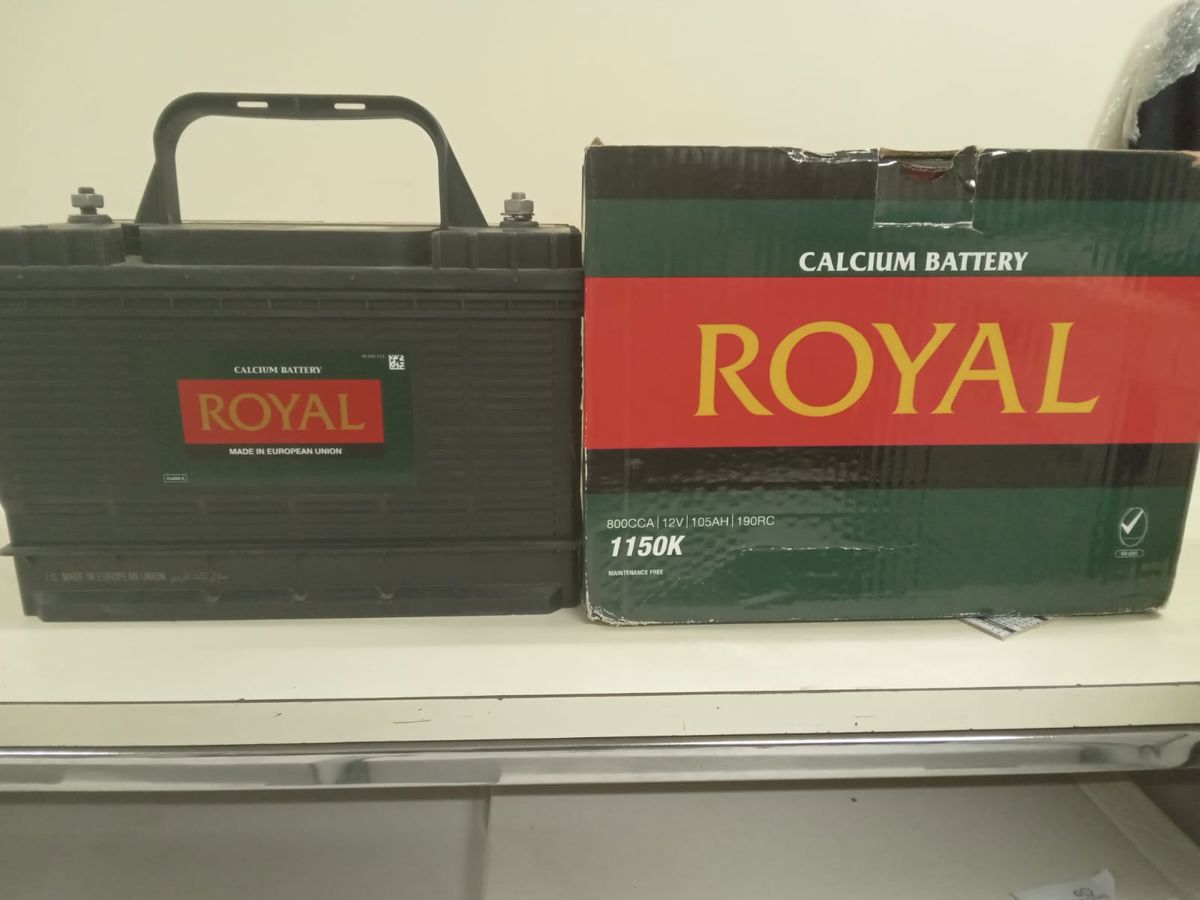 CALCIUM BATTERY
ROYAL
MADE IN EUROPEAN UNION
CLASS A
MADE IN EUROPEAN UNION
CALCIUM BATTERY
ROYAL
800CCA | 12V | 105AH | 190RC
1150K
MAINTENANCE FREE